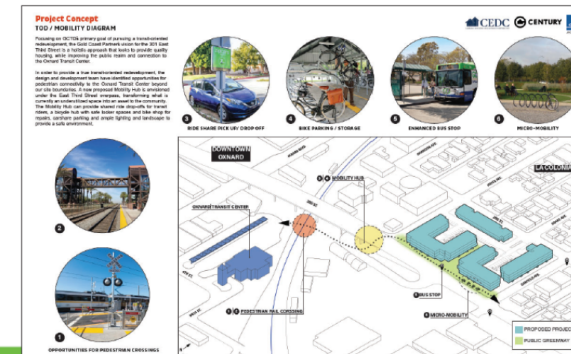 Project Concept
TOD / MOBILITY DIAGRAM
Focusing on OCTOS primary goal of pursuing a transit-oriented
redevelopment, the Gold Coast Partners vision for the 301 East
Third Street is a holistic approach that looks to provide quality
housing, while improving the public realm and connection to
the Oxnard Transit Center.
In order to provide a true transit-oriented redevelopment, the
design and development team have identified opportunities for
pedestrian connectivity to the Oxnard Transit Center beyond
our site boundaries. A new proposed Mobility Hub is envisioned
under the East Third Street overpass, transforming what is
currently an underutilized space into an asset to the community.
The Mobility Hub can provide shared ride drop-offs for transit
riders, a bicycle hub with safe locker spaces and bike shop for
repairs, sanitary parking and ample lighting and landscape to
provide a safe environment.
CEDC CENTURY
3
RIDE SHARE PICK UP/ DROP-OFF
4
BIKE PARKING / STORAGE
5
ENHANCED BUS STOP
6
MICRO-MOBILITY
2
1
OPPORTUNITIES FOR PEDESTRIAN CROSSINGS
DOWNTOWN
OXNARD
LA COLONIA
MOBILITY HUB
OXNARD TRANSIT CENTER
PEDESTRIAN RAIL CORSSING
BUS STOP
MICRO-MOBILITY
PROPOSED PROJECT
PUBLIC GREENWAY